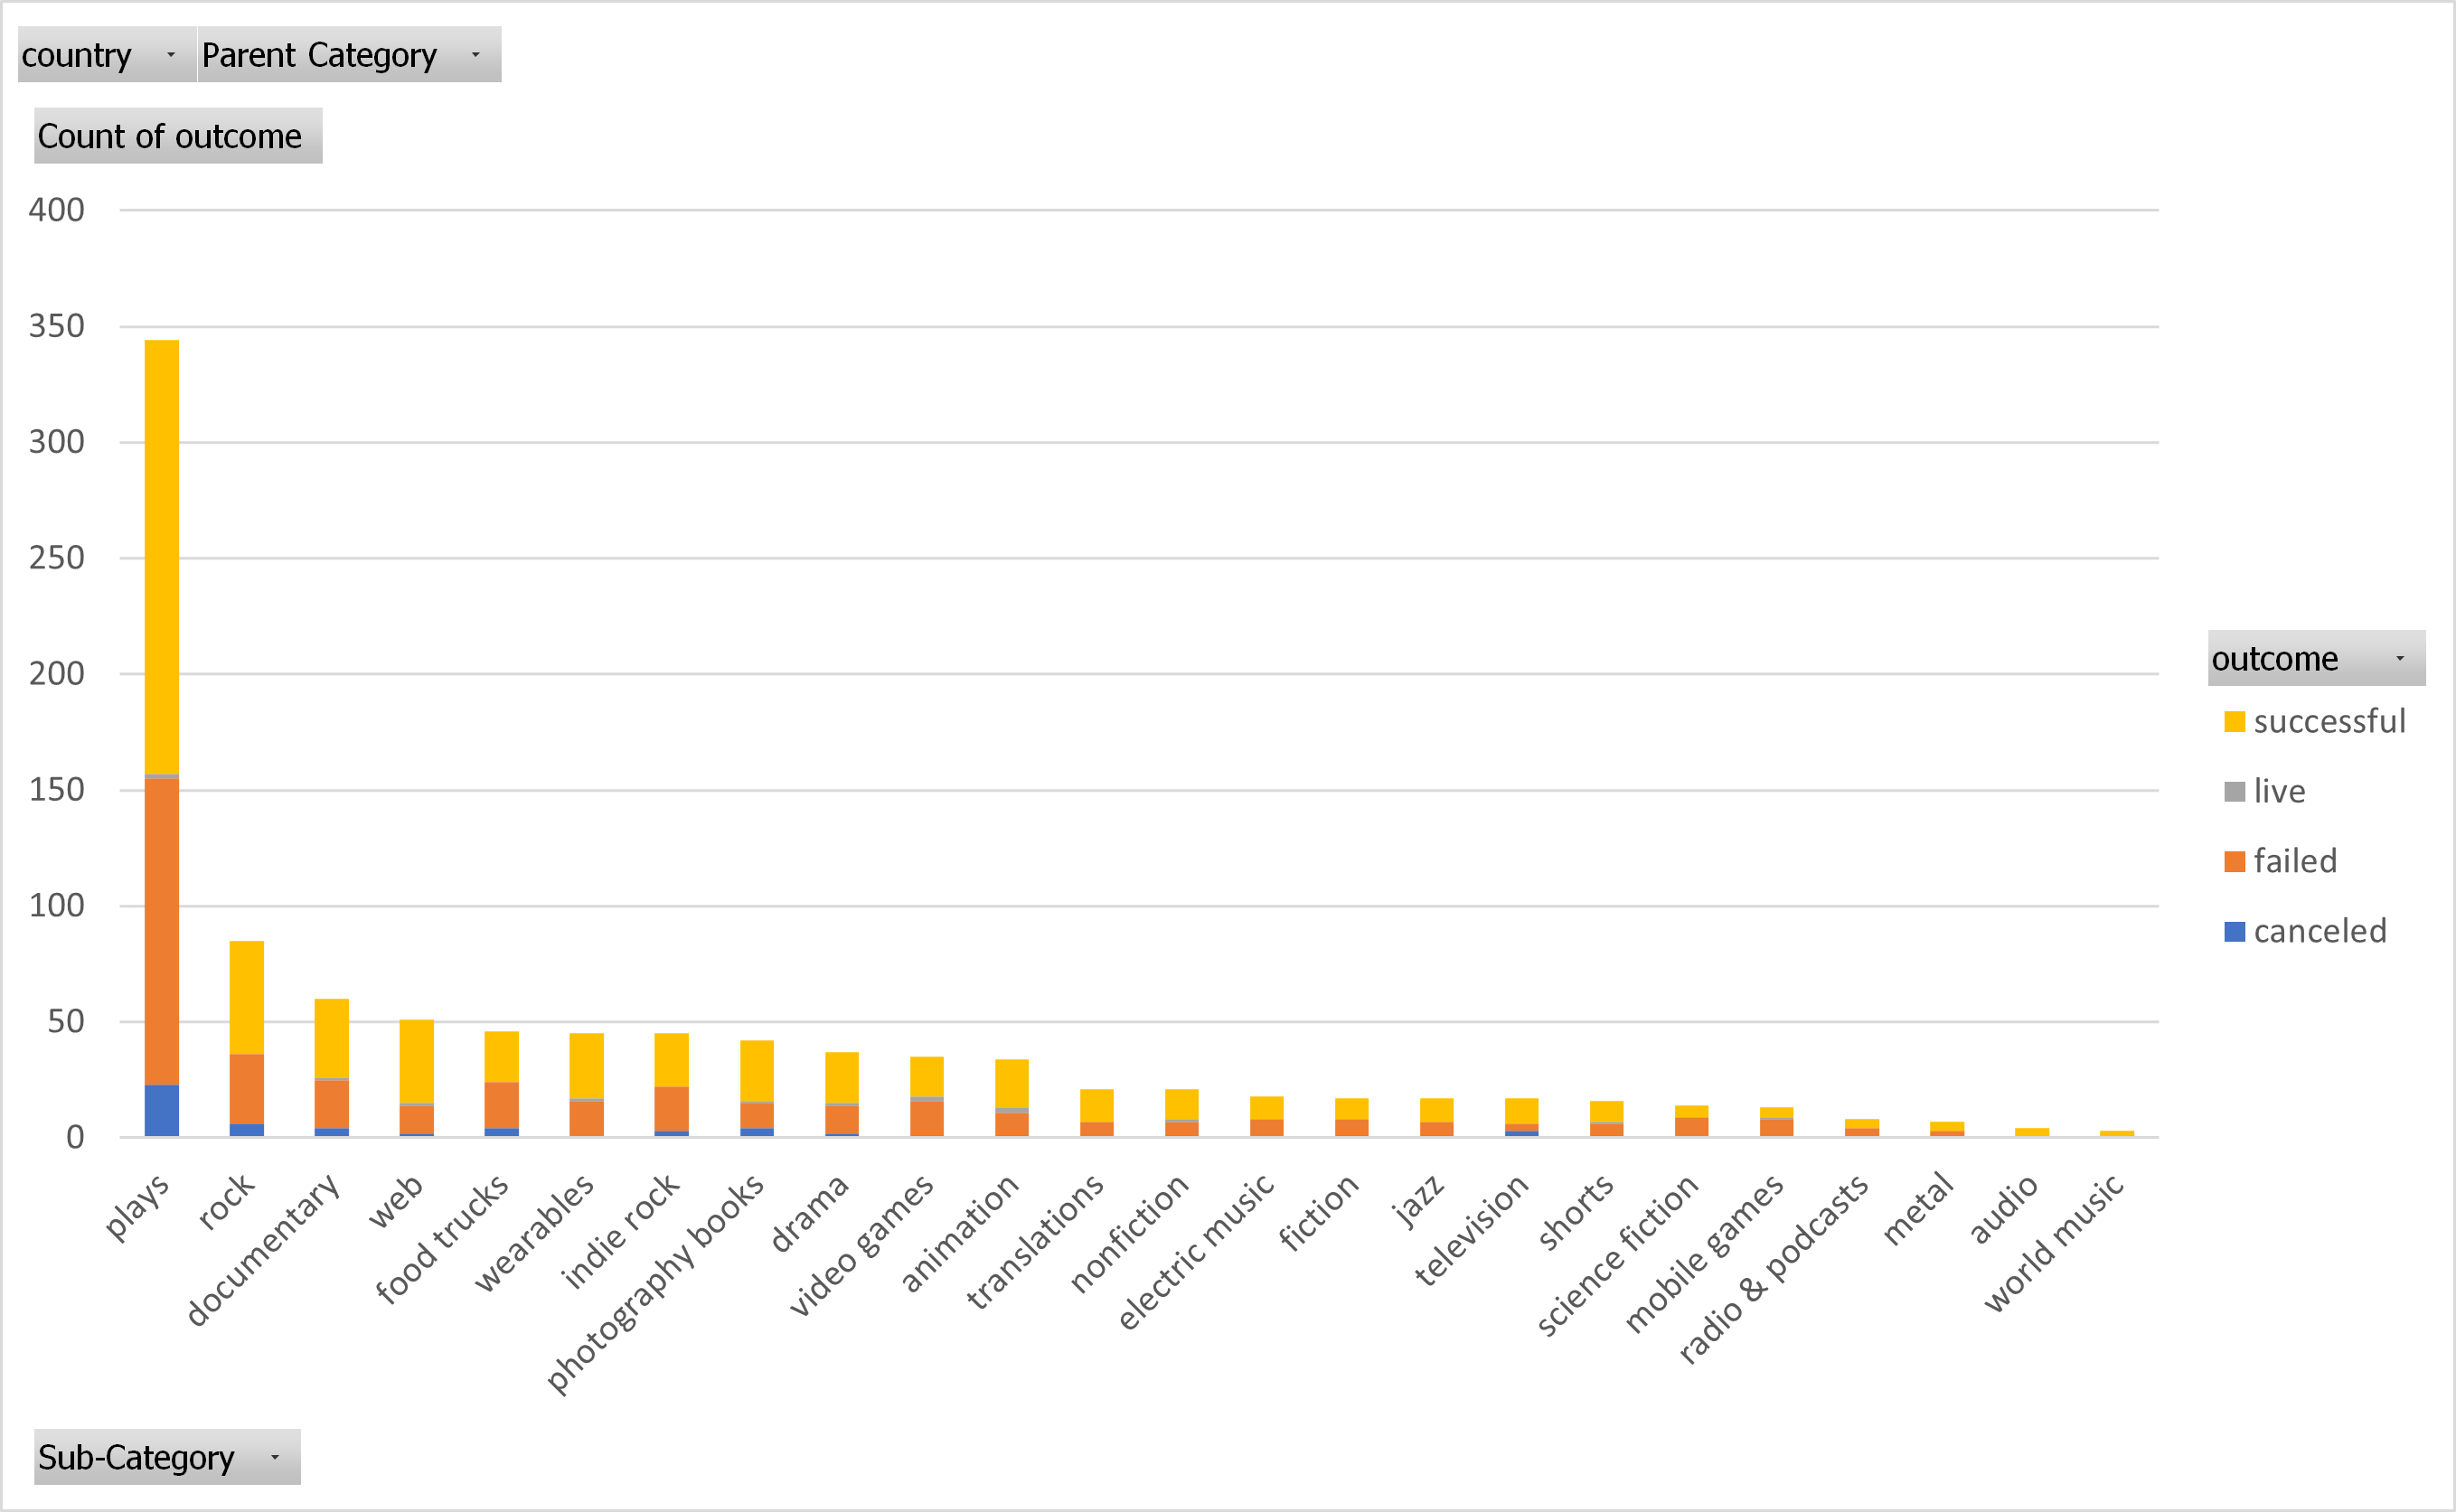 country
Parent Category
Count of outcome
400
350
300
250
200
150
100
50
0
plays
rock
documentary
web
food trucks
wearables
indie rock
photography books
drama
video games
animation
translations
nonfiction
electric music
fiction
jazz
television
shorts
science fiction
mobile games
radio & podcasts
metal
audio
world music
outcome
successful
live
failed
canceled
Sub-Category